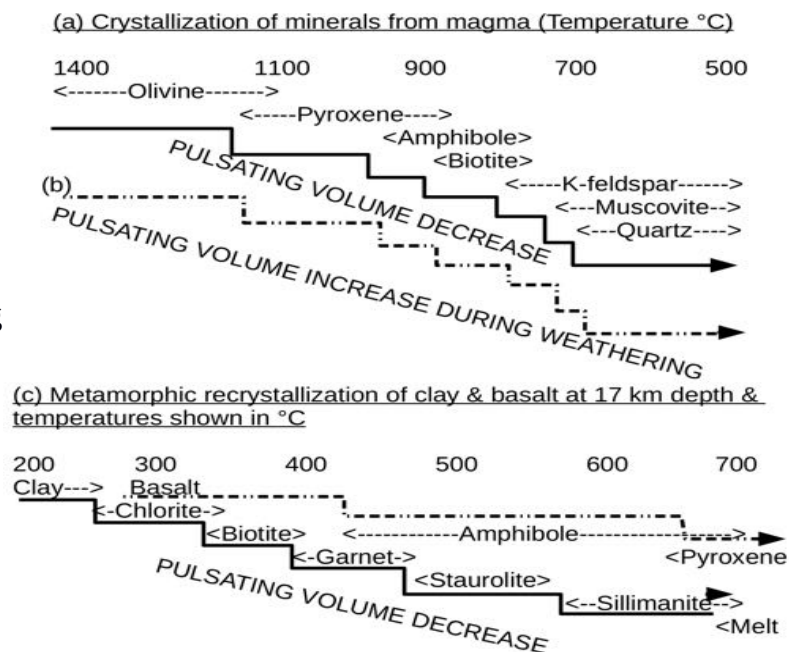 (a) Crystallization of minerals from magma (Temperature °C)
1400 1100 900 700 500
<-------Olivine------->
<-----Pyroxene----->
<Amphibole>
<Biotite>
PULSATING VOLUME DECREASE
<-----K-feldspar------>
<---Muscovite-->
<---Quartz---->
(b)
PULSATING VOLUME INCREASE DURING WEATHERING
(c) Metamorphic recrystallization of clay & basalt at 17 km depth &
temperatures shown in °C
200 300 400 500 600 700
Clay---> Basalt
<-Chlorite->
<Biotite> <------------Amphibole----------------->
<-Garnet-> <Pyroxene
<Staurolite>
PULSATING VOLUME DECREASE
<--Sillimanite-->
<Melt